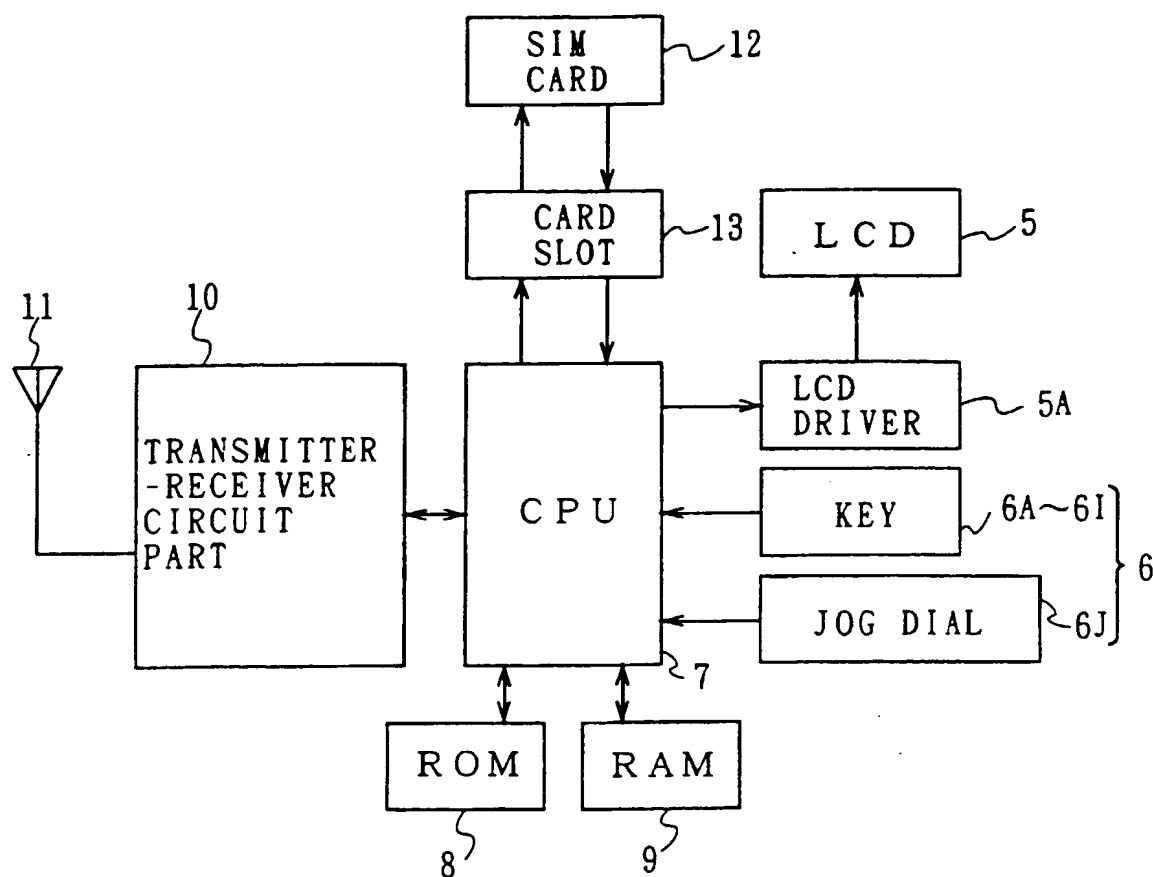 SIM
CARD
12
CARD
SLOT
13
LCD
5
11
10
TRANSMITTER
-RECEIVER
CIRCUIT
PART
CPU
7
LCD
DRIVER
5A
KEY
6A～6I
6
JOG DIAL
6J
ROM
8
RAM
9